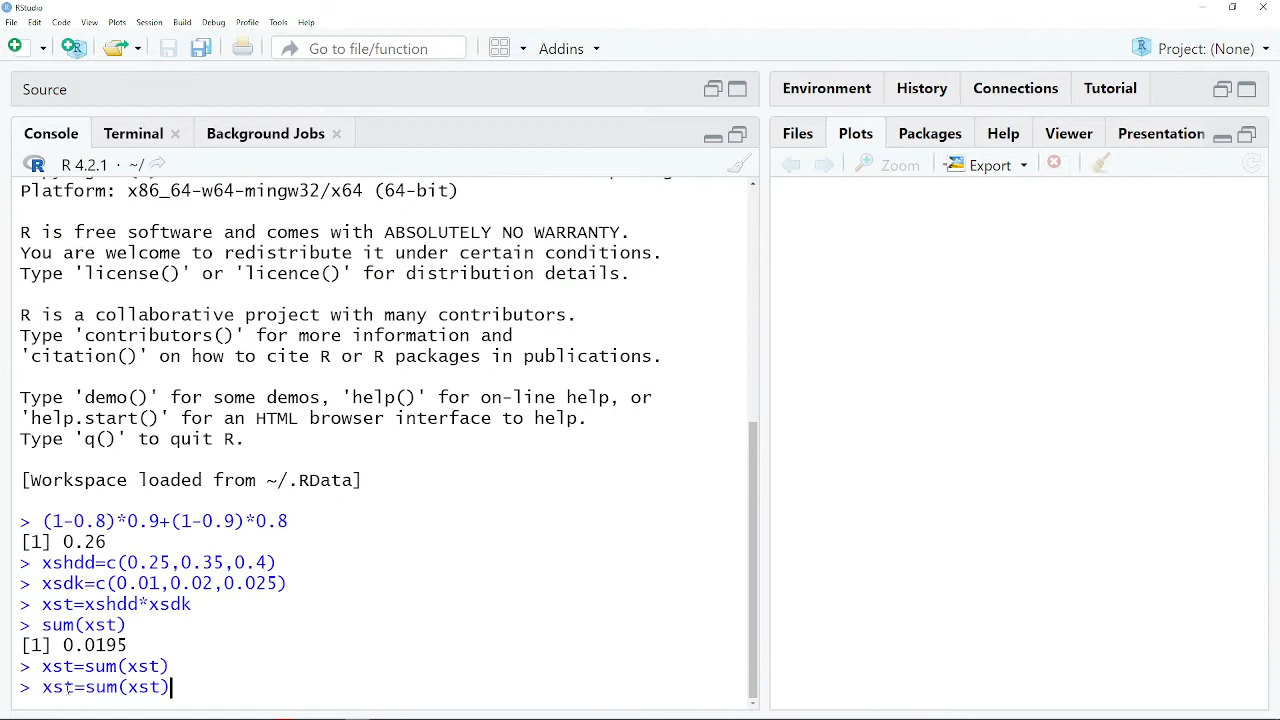 RStudio
File Edit Code View Plots Session Build Debug Profile Tools Help
Go to file/function Addins Project: (None)
Source
Environment History Connections Tutorial
Console Terminal Background Jobs
Files Plots Packages Help Viewer Presentation
R 4.2.1 · ~/
Zoom Export
Platform: x86_64-w64-mingw32/x64 (64-bit)
R is free software and comes with ABSOLUTELY NO WARRANTY.
You are welcome to redistribute it under certain conditions.
Type 'license()' or 'licence()' for distribution details.
R is a collaborative project with many contributors.
Type 'contributors()' for more information and
'citation()' on how to cite R or R packages in publications.
Type 'demo()' for some demos, 'help()' for on-line help, or
'help.start()' for an HTML browser interface to help.
Type 'q()' to quit R.
[Workspace loaded from ~/.RData]
> (1-0.8)*0.9+(1-0.9)*0.8
[1] 0.26
> xshdd=c(0.25,0.35,0.4)
> xsdk=c(0.01,0.02,0.025)
> xst=xshdd*xsdk
> sum(xst)
[1] 0.0195
> xst=sum(xst)
> xst=sum(xst)